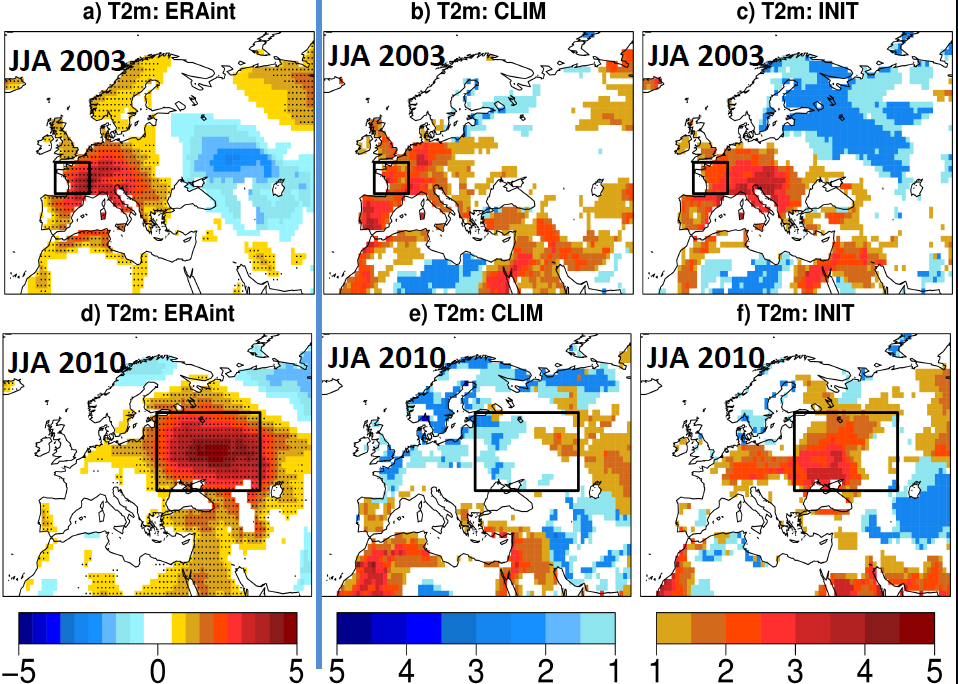 a) T2m: ERAint b) T2m: CLIM c) T2m: INIT
JJA 2003 JJA 2003 JJA 2003
d) T2m: ERAint e) T2m: CLIM f) T2m: INIT
JJA 2010 JJA 2010 JJA 2010
−5 0 5 5 4 3 2 1 1 2 3 4 5